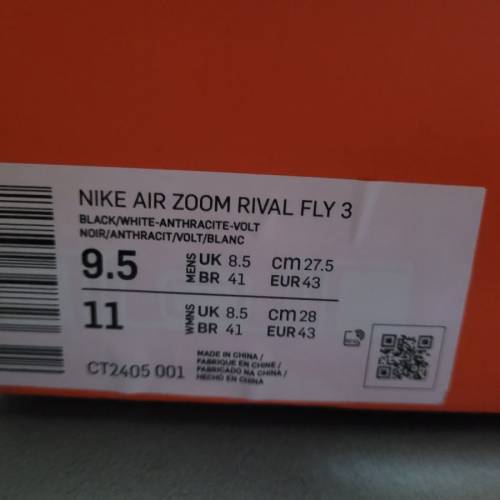 NIKE AIR ZOOM RIVAL FLY 3
BLACK/WHITE-ANTHRACITE-VOLT
NOIR/ANTHRACIT/VOLT/BLANC
9.5 MENS UK 8.5 cm 27.5
BR 41 EUR 43
11 WMNS UK 8.5 cm 28
BR 41 EUR 43
CT2405 001
MADE IN CHINA /
FABRIQUE EN CHINE /
FABRICADO NA CHINA /
HECHO EN CHINA